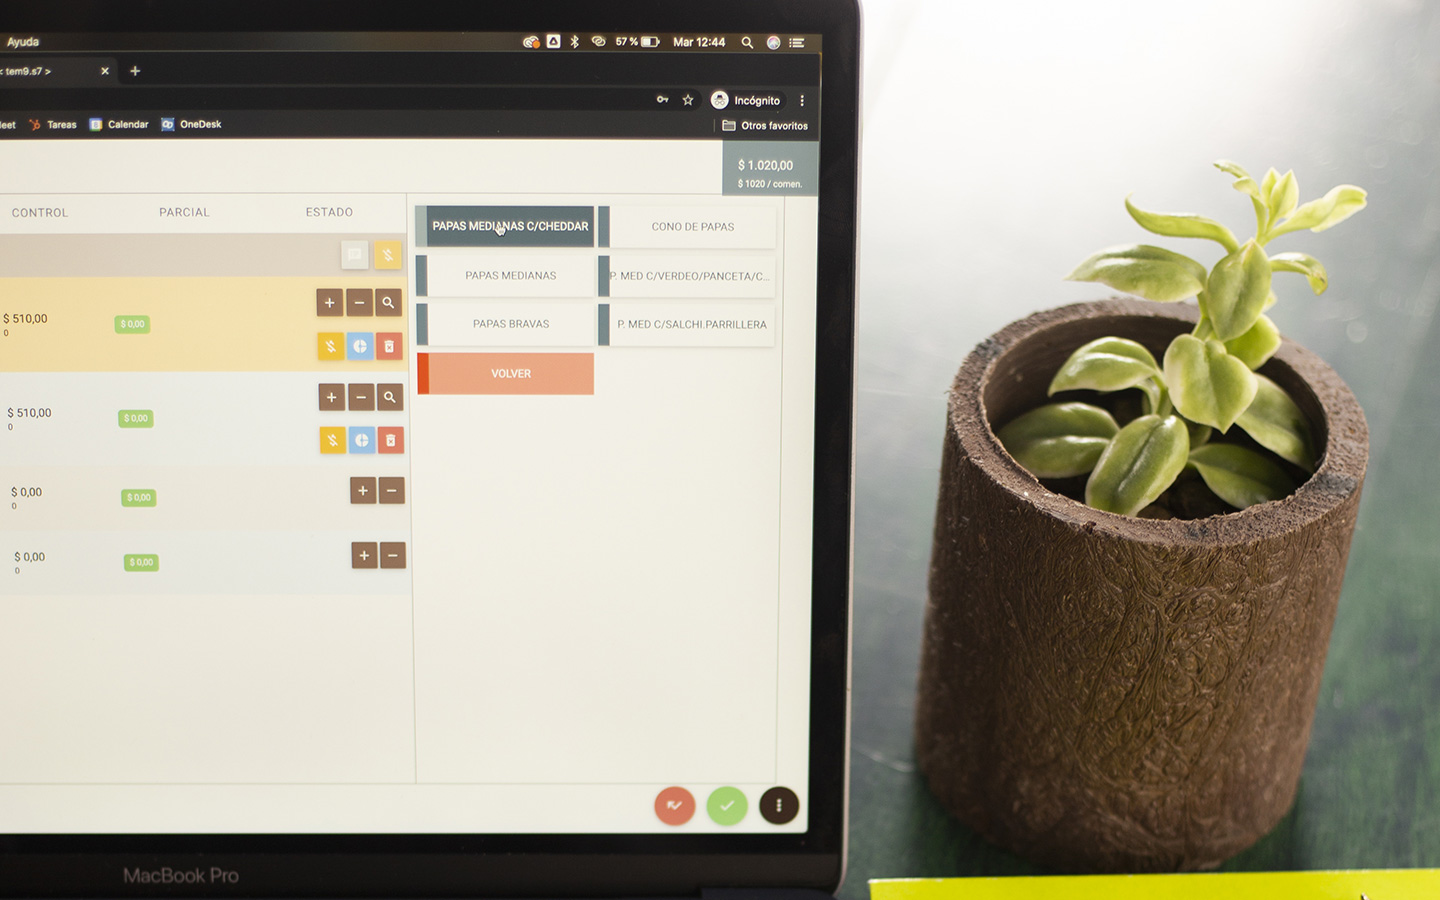 Ayuda
57 %
Mar 12:44
< tem9.s7 >
Incógnito
eet
Tareas
Calendar
OneDesk
Otros favoritos
$ 1.020,00
$ 1020 / comen.
CONTROL
PARCIAL
ESTADO
$ 510,00
0
$ 0,00
$ 510,00
0
$ 0,00
$ 0,00
0
$ 0,00
$ 0,00
0
$ 0,00
PAPAS MEDIANAS C/CHEDDAR
CONO DE PAPAS
PAPAS MEDIANAS
P. MED C/VERDEO/PANCETA/C...
PAPAS BRAVAS
P. MED C/SALCHI.PARRILLERA
VOLVER
MacBook Pro